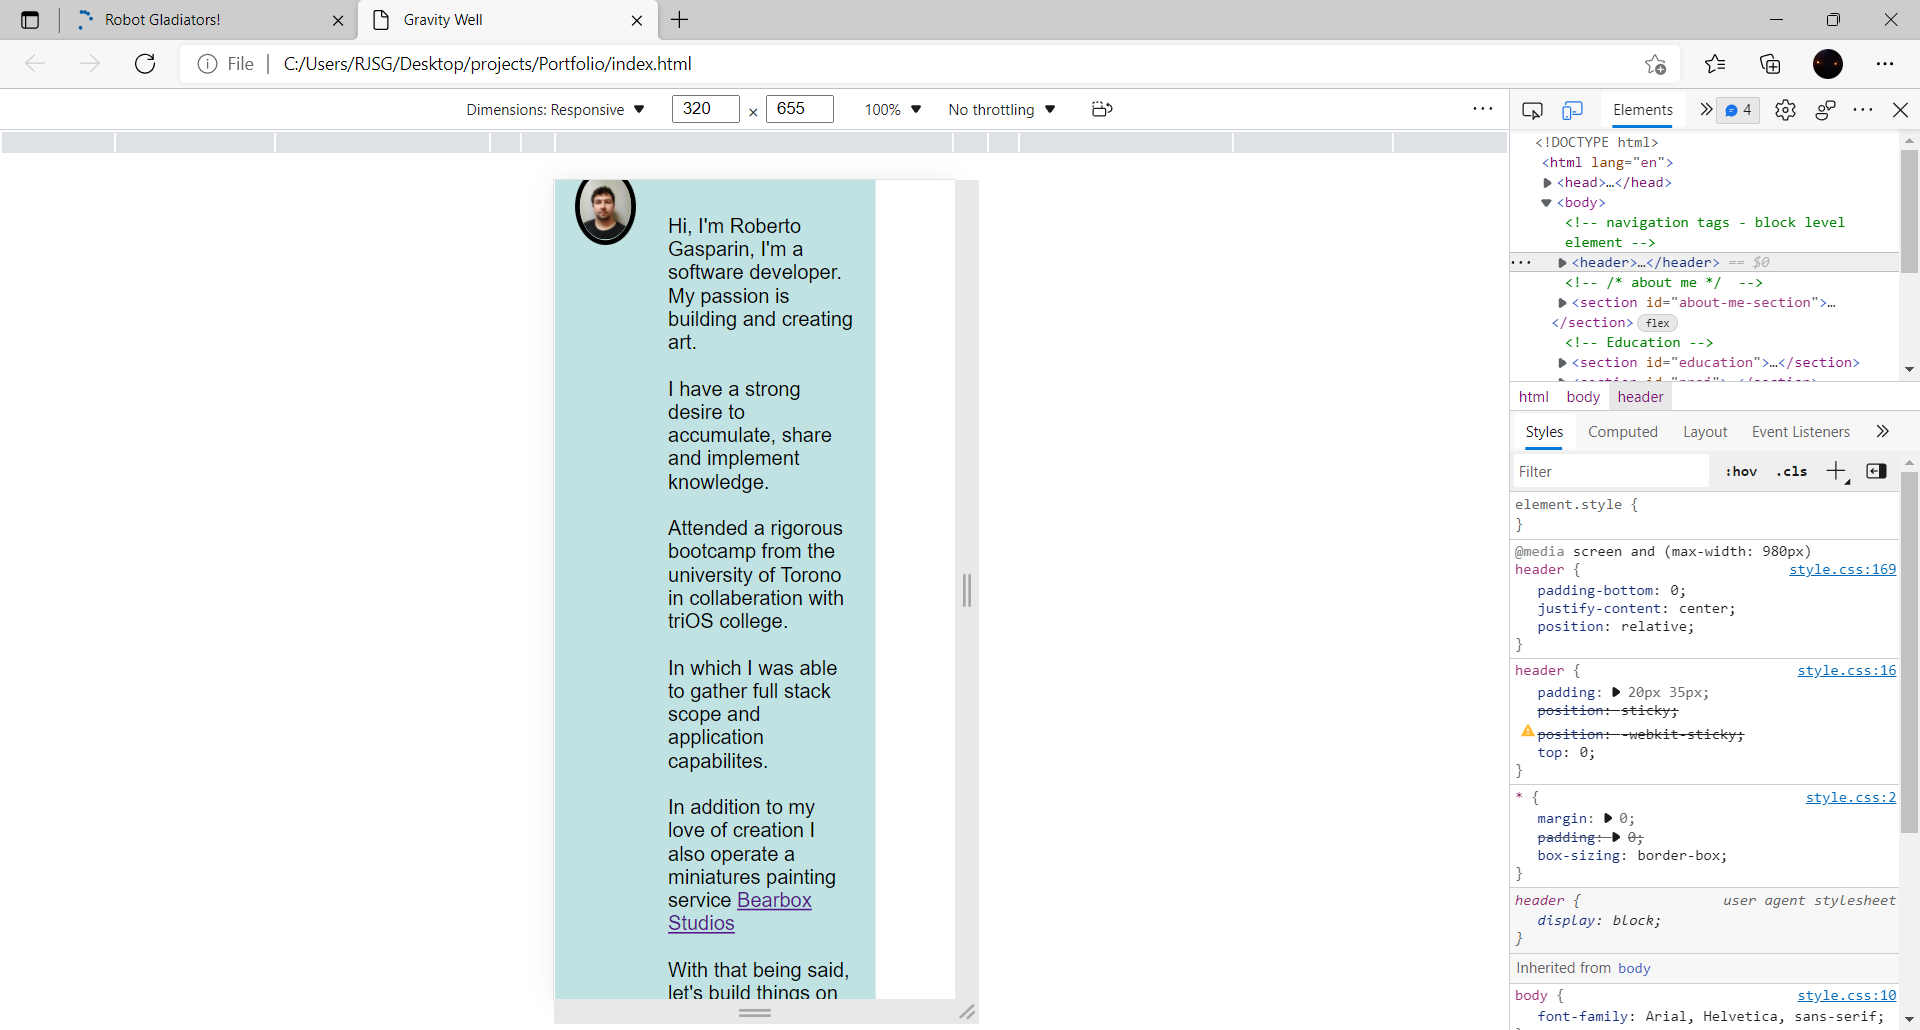 Robot Gladiators!
Gravity Well
File
C:/Users/RJSG/Desktop/projects/Portfolio/index.html
Dimensions: Responsive
320
×
655
100%
No throttling
Elements
4
<!DOCTYPE html>
<html lang="en">
<head>…</head>
<body>
<!-- navigation tags - block level
element -->
<header>…</header> == $0
<!-- /* about me */  -->
<section id="about-me-section">…
</section> flex
<!-- Education -->
<section id="education">…</section>
html body header
Styles Computed Layout Event Listeners
Filter
:hov .cls
element.style {
}
@media screen and (max-width: 980px)
header { style.css:169
padding-bottom: 0;
justify-content: center;
position: relative;
}
header { style.css:16
padding: 20px 35px;
position: sticky;
position: -webkit-sticky;
top: 0;
}
* { style.css:2
margin: 0;
padding: 0;
box-sizing: border-box;
}
header { user agent stylesheet
display: block;
}
Inherited from body
body { style.css:10
font-family: Arial, Helvetica, sans-serif;
Hi, I'm Roberto
Gasparin, I'm a
software developer.
My passion is
building and creating
art.
I have a strong
desire to
accumulate, share
and implement
knowledge.
Attended a rigorous
bootcamp from the
university of Torono
in collaberation with
triOS college.
In which I was able
to gather full stack
scope and
application
capabilites.
In addition to my
love of creation I
also operate a
miniatures painting
service Bearbox
Studios
With that being said,
let's build things on